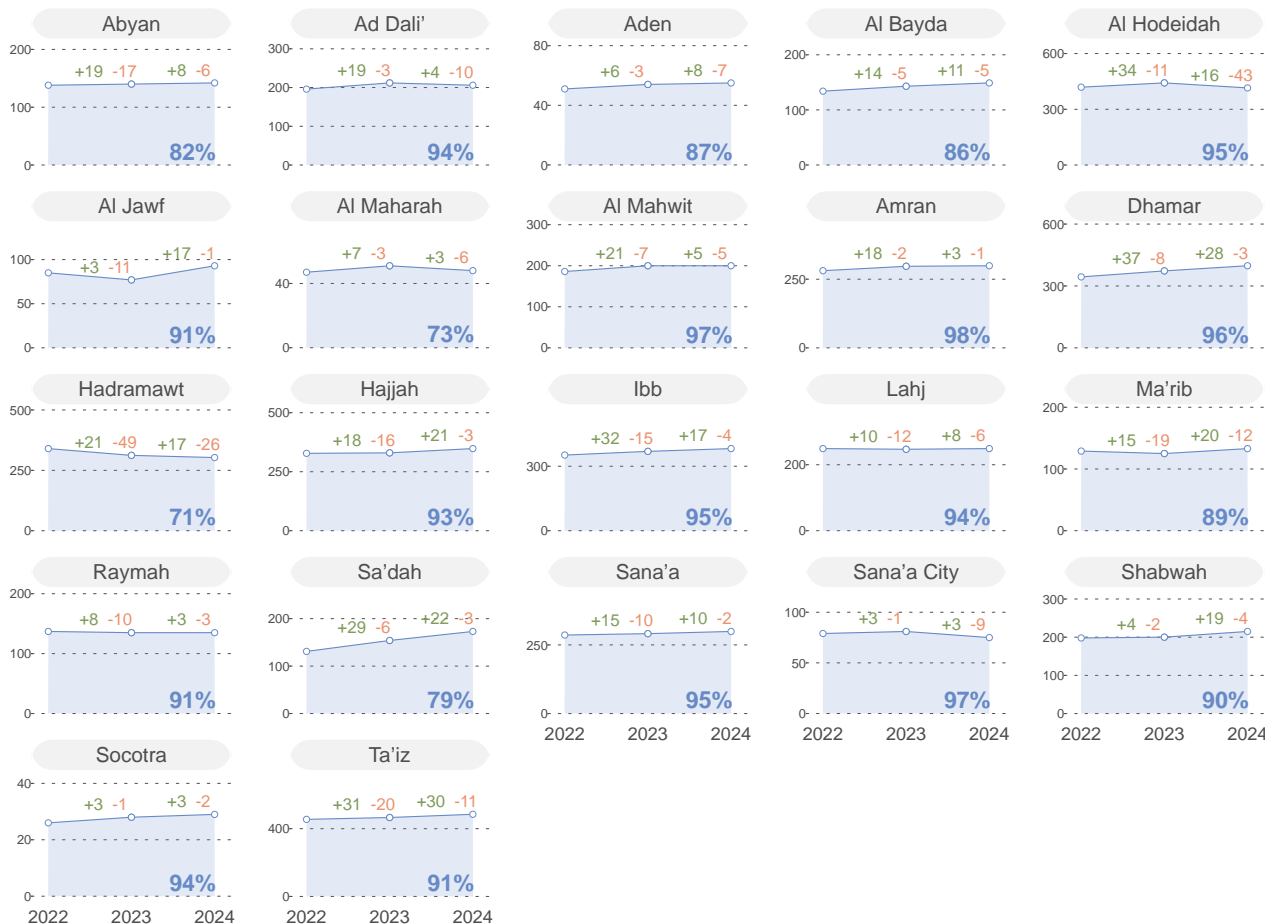 Abyan
200
+19 -17 +8 -6
100
82%
0
Ad Dali’
300
+19 -3 +4 -10
200
100
94%
0
Aden
80
+6 -3 +8 -7
40
87%
0
Al Bayda
200
+14 -5 +11 -5
100
86%
0
Al Hodeidah
600
+34 -11 +16 -43
400
200
95%
0
Al Jawf
100
+3 -11 +17 -1
50
91%
0
Al Maharah
+7 -3 +3 -6
40
73%
0
Al Mahwit
300
+21 -7 +5 -5
200
100
97%
0
Amran
+18 -2 +3 -1
250
98%
0
Dhamar
600
+37 -8 +28 -3
300
96%
0
Hadramawt
500
+21 -49 +17 -26
250
71%
0
Hajjah
500
+18 -16 +21 -3
250
93%
0
Ibb
+32 -15 +17 -4
300
95%
0
Lahj
+10 -12 +8 -6
200
94%
0
Ma’rib
200
+15 -19 +20 -12
100
89%
0
Raymah
200
+8 -10 +3 -3
100
91%
0
Sa’dah
200
+29 -6 +22 -3
100
79%
0
Sana’a
+15 -10 +10 -2
250
95%
0
2022 2023 2024
Sana’a City
100
+3 -1 +3 -9
50
97%
0
2022 2023 2024
Shabwah
300
+4 -2 +19 -4
200
100
90%
0
2022 2023 2024
Socotra
40
+3 -1 +3 -2
20
94%
0
2022 2023 2024
Ta’iz
+31 -20 +30 -11
400
91%
0
2022 2023 2024